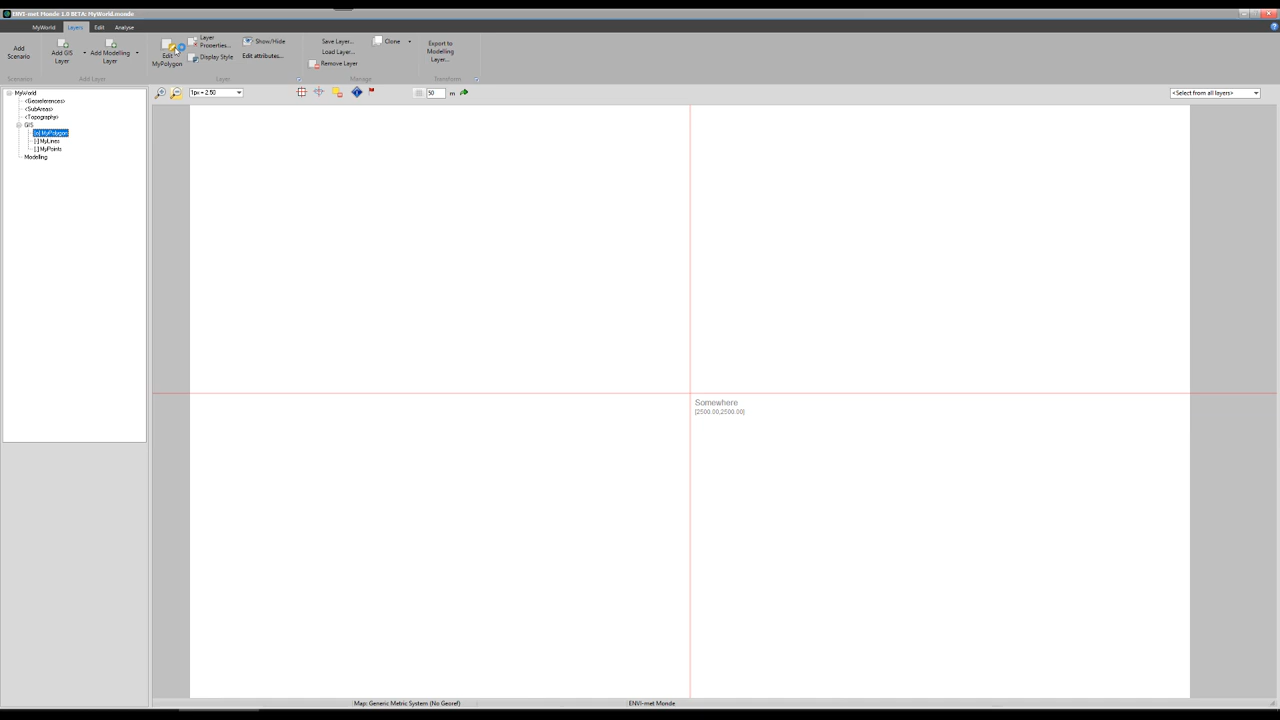 ENVI-met Monde 1.0 BETA: MyWorld.monde
MyWorld Layers Edit Analyse
Add Scenario
Scenarios
Add GIS Layer
Add Modelling Layer
Add Layer
Edit MyPolygon
Layer Properties...
Display Style
Show/Hide
Edit attributes...
Layer
Save Layer...
Load Layer...
Remove Layer
Clone
Manage
Export to Modelling Layer...
Transform
1px = 2.50
50 m
<Select from all layers>
MyWorld
<Georeferences>
<SubAreas>
<Topography>
GIS
[o] MyPolygon
[-] MyLines
[.] MyPoints
Modeling
Somewhere
[2500.00,2500.00]
Map: Generic Metric System (No Georef)
ENVI-met Monde